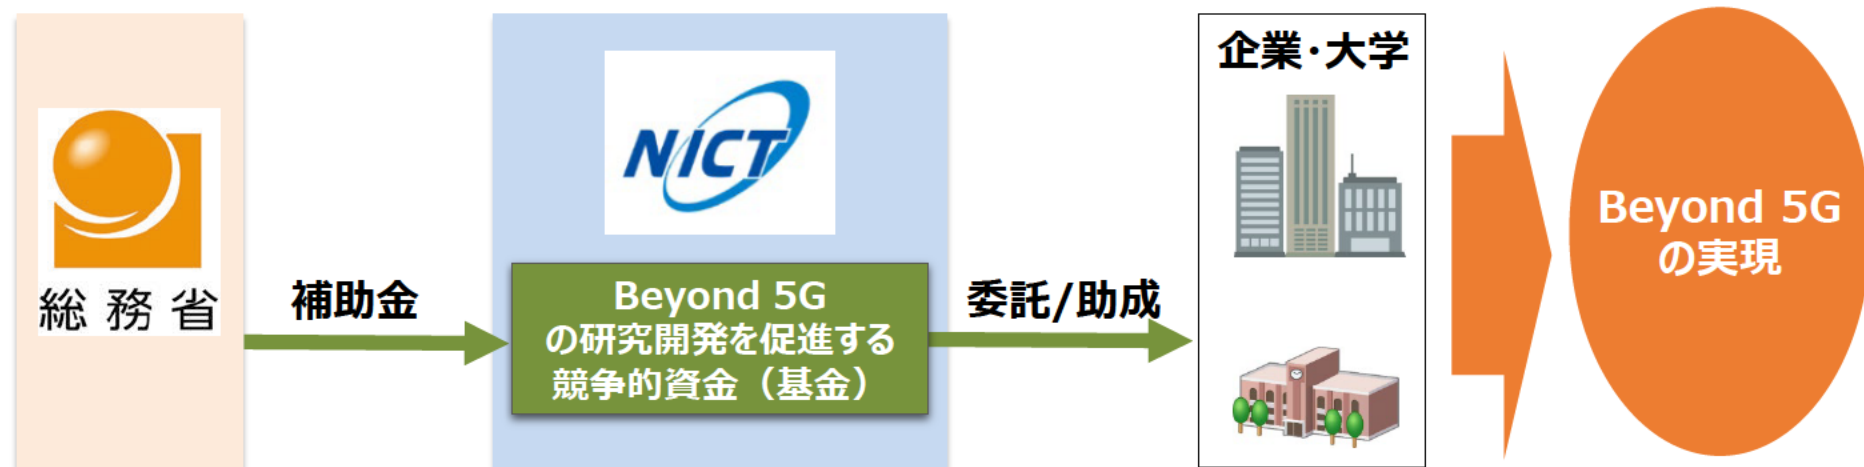 総務省
補助金
NICT
Beyond 5G
の研究開発を促進する
競争的資金（基金）
委託/助成
企業・大学
Beyond 5G
の実現